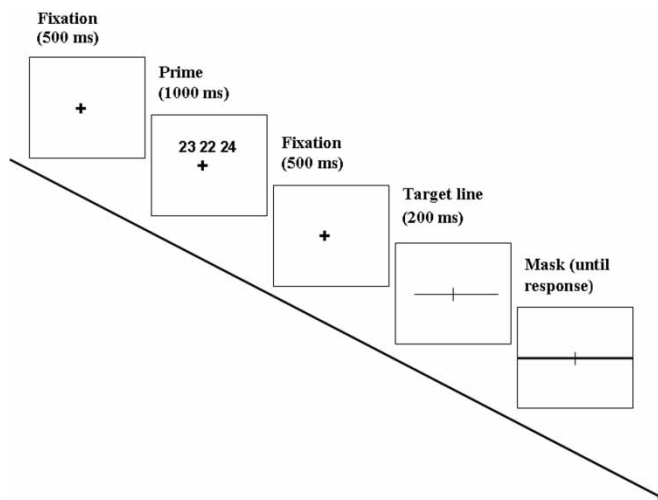 Fixation
(500 ms)
Prime
(1000 ms)
23 22 24
Fixation
(500 ms)
Target line
(200 ms)
Mask (until
response)